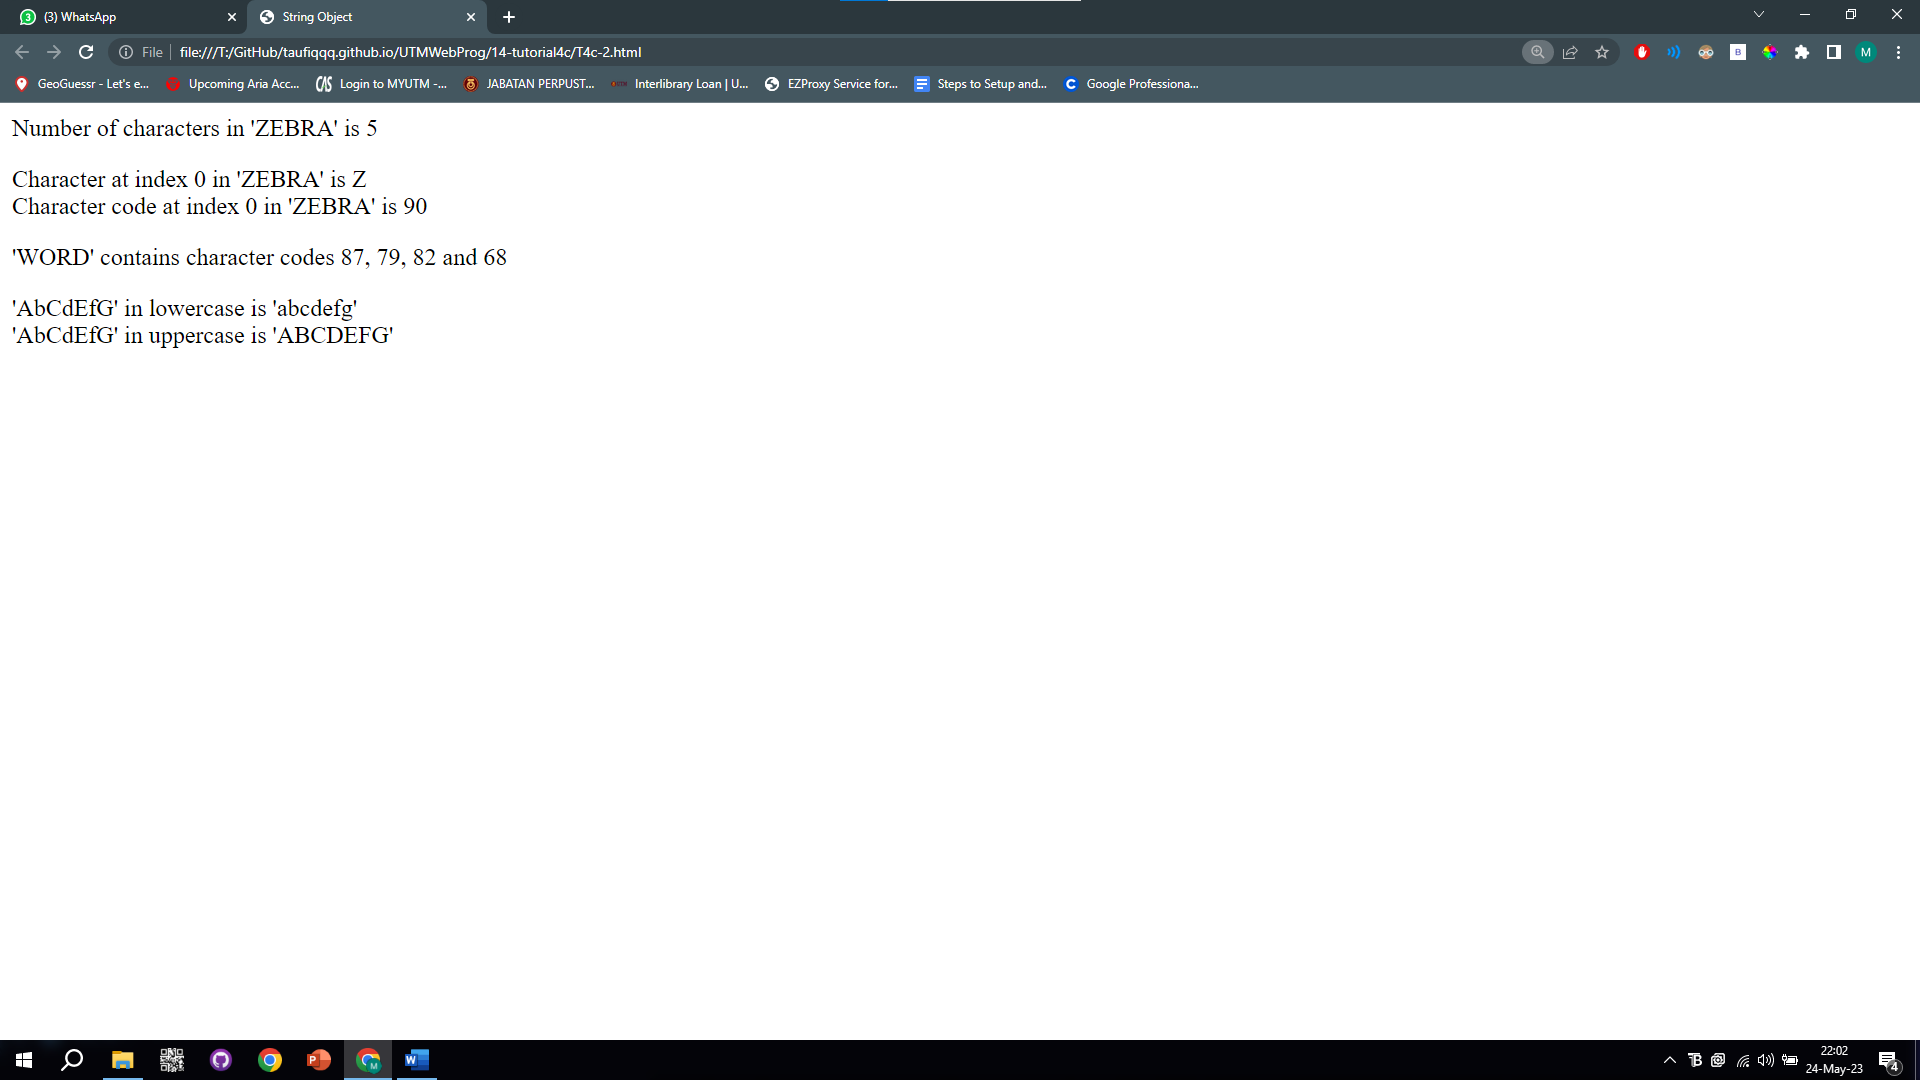 (3) WhatsApp
String Object
File
file:///T:/GitHub/taufiqqq.github.io/UTMWebProg/14-tutorial4c/T4c-2.html
M
GeoGuessr - Let's e...
Upcoming Aria Acc...
Login to MYUTM -...
JABATAN PERPUST...
Interlibrary Loan | U...
EZProxy Service for...
Steps to Setup and...
Google Professiona...
Number of characters in 'ZEBRA' is 5
Character at index 0 in 'ZEBRA' is Z
Character code at index 0 in 'ZEBRA' is 90
'WORD' contains character codes 87, 79, 82 and 68
'AbCdEfG' in lowercase is 'abcdefg'
'AbCdEfG' in uppercase is 'ABCDEFG'
22:02
24-May-23
4